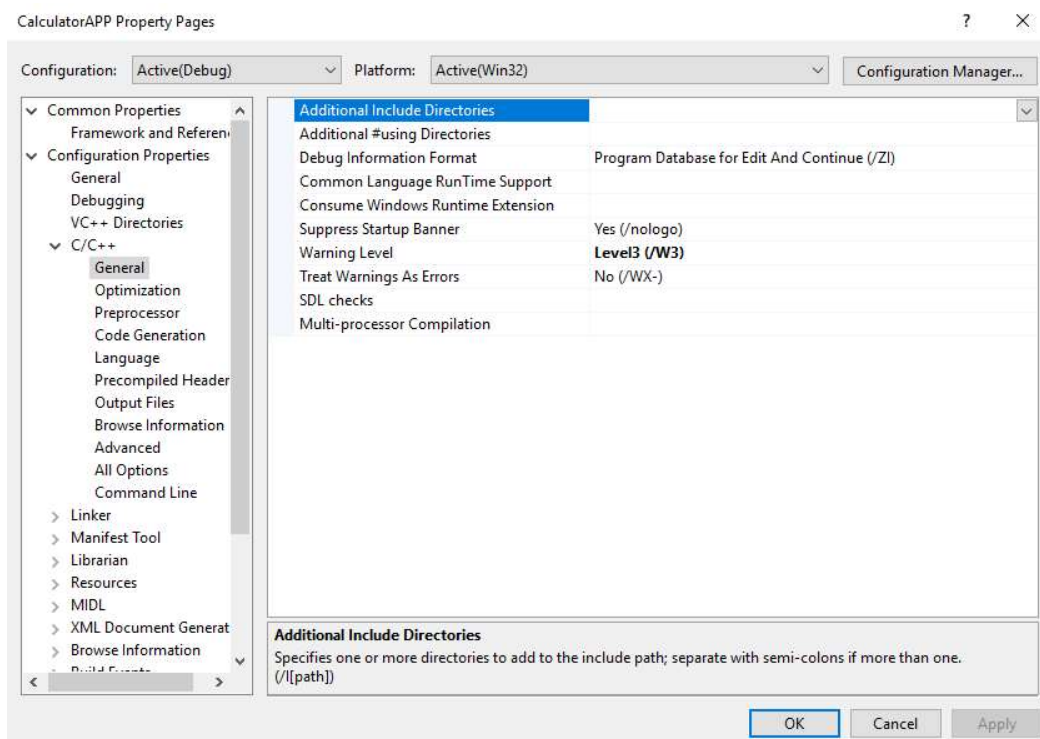 CalculatorAPP Property Pages
? ×
Configuration: Active(Debug) Platform: Active(Win32) Configuration Manager...
Common Properties
Framework and Referen
Configuration Properties
General
Debugging
VC++ Directories
C/C++
General
Optimization
Preprocessor
Code Generation
Language
Precompiled Header
Output Files
Browse Information
Advanced
All Options
Command Line
Linker
Manifest Tool
Librarian
Resources
MIDL
XML Document Generat
Browse Information
Additional Include Directories
Additional #using Directories
Debug Information Format Program Database for Edit And Continue (/ZI)
Common Language RunTime Support
Consume Windows Runtime Extension
Suppress Startup Banner Yes (/nologo)
Warning Level Level3 (/W3)
Treat Warnings As Errors No (/WX-)
SDL checks
Multi-processor Compilation
Additional Include Directories
Specifies one or more directories to add to the include path; separate with semi-colons if more than one.
(/I[path])
OK Cancel Apply